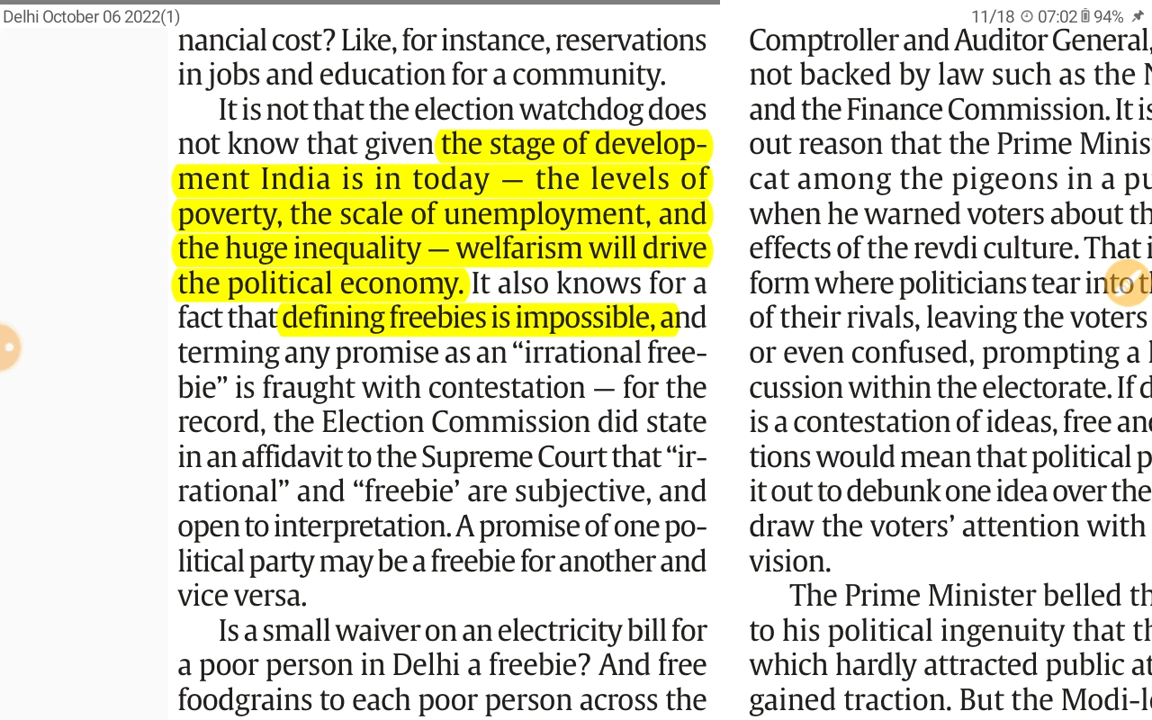 Delhi October 06 2022(1)
11/18 07:02 94%
nancial cost? Like, for instance, reservations
in jobs and education for a community.
It is not that the election watchdog does
not know that given the stage of develop-
ment India is in today — the levels of
poverty, the scale of unemployment, and
the huge inequality — welfarism will drive
the political economy. It also knows for a
fact that defining freebies is impossible, and
terming any promise as an “irrational free-
bie” is fraught with contestation — for the
record, the Election Commission did state
in an affidavit to the Supreme Court that “ir-
rational” and “freebie’ are subjective, and
open to interpretation. A promise of one po-
litical party may be a freebie for another and
vice versa.
Is a small waiver on an electricity bill for
a poor person in Delhi a freebie? And free
foodgrains to each poor person across the
Comptroller and Auditor General,
not backed by law such as the
and the Finance Commission. It is
out reason that the Prime Minis
cat among the pigeons in a pu
when he warned voters about th
effects of the revdi culture. That i
form where politicians tear into
of their rivals, leaving the voters
or even confused, prompting a
cussion within the electorate. If d
is a contestation of ideas, free an
tions would mean that political p
it out to debunk one idea over the
draw the voters’ attention with
vision.
The Prime Minister belled th
to his political ingenuity that th
which hardly attracted public at
gained traction. But the Modi-l